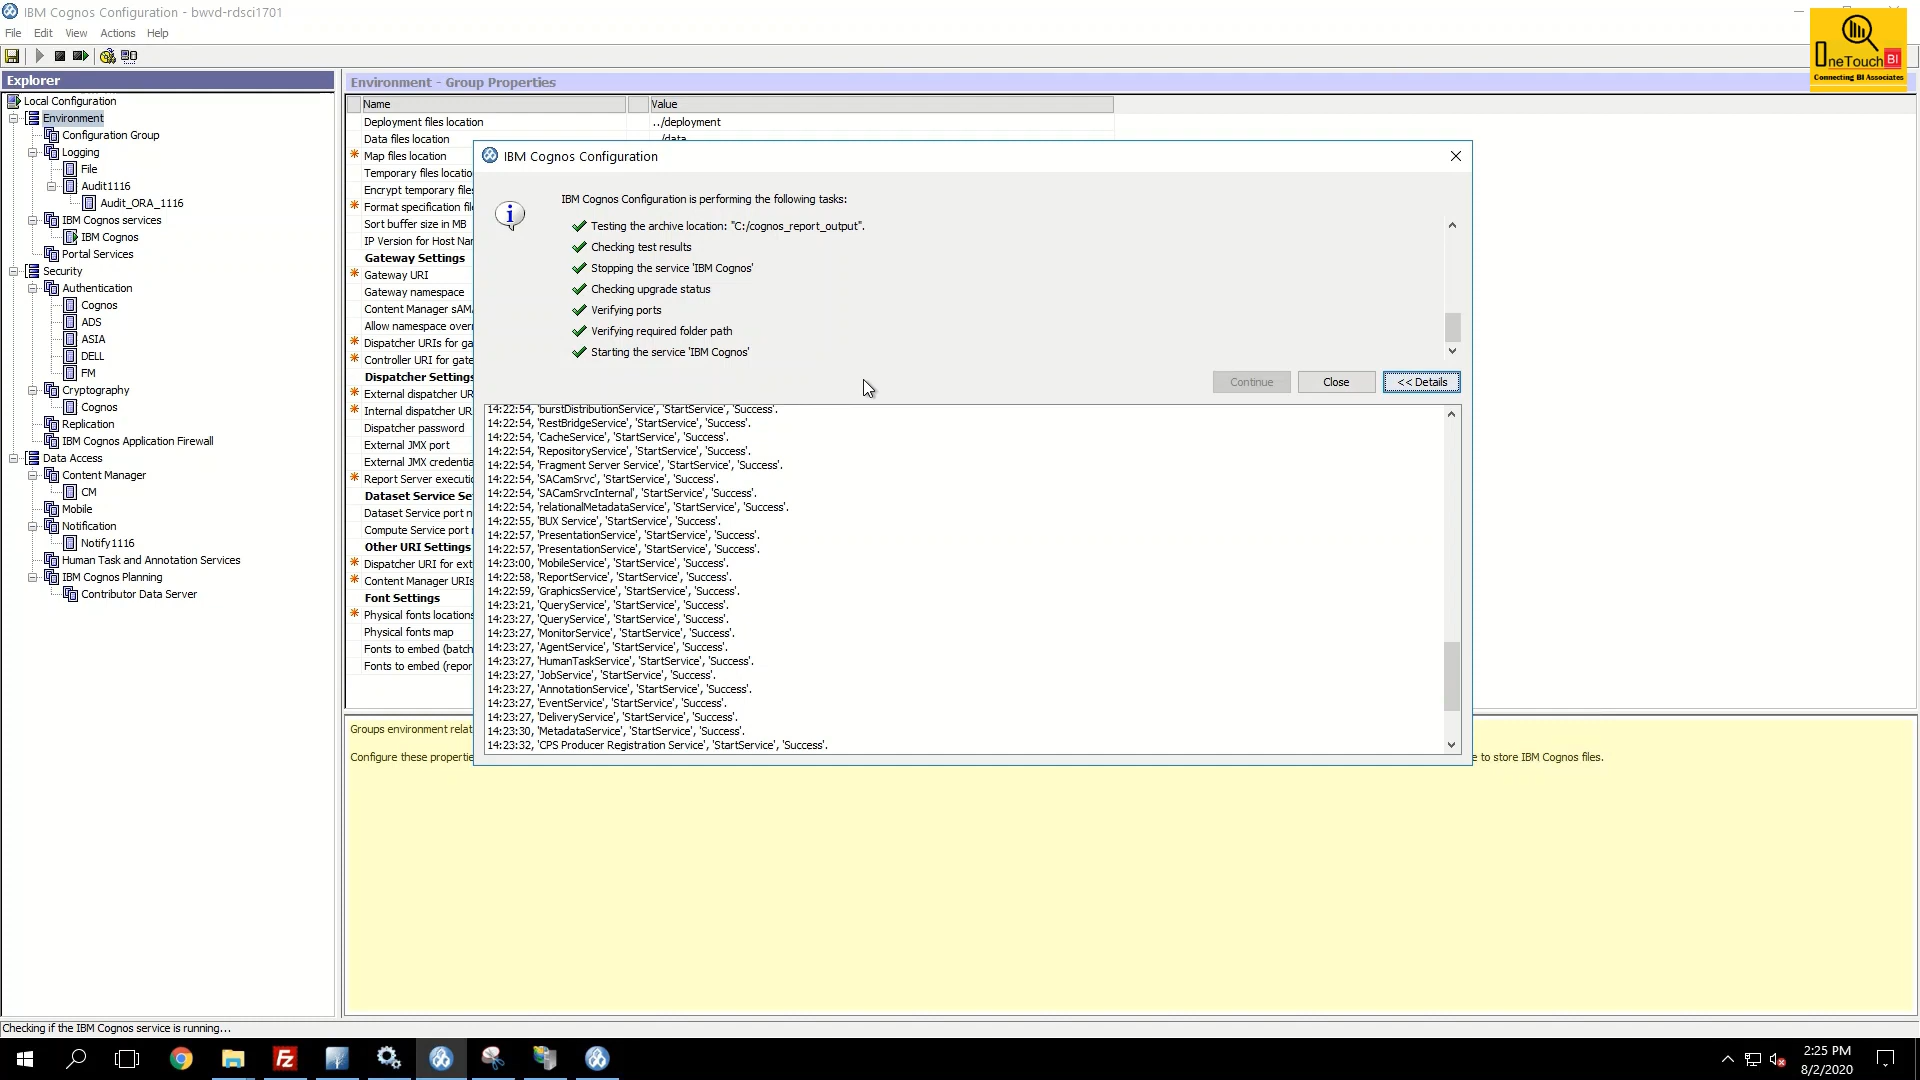 IBM Cognos Configuration - bwvd-rdsci1701
File Edit View Actions Help
OneTouch BI
Connecting BI Associates
Explorer
Local Configuration
Environment
Configuration Group
Logging
File
Audit1116
Audit_ORA_1116
IBM Cognos services
IBM Cognos
Portal Services
Security
Authentication
Cognos
ADS
ASIA
DELL
FM
Cryptography
Cognos
Replication
IBM Cognos Application Firewall
Data Access
Content Manager
CM
Mobile
Notification
Notify1116
Human Task and Annotation Services
IBM Cognos Planning
Contributor Data Server
Environment - Group Properties
Name Value
Deployment files location ../deployment
Data files location ../data
Map files location
Temporary files locatio
Encrypt temporary files
Format specification file
Sort buffer size in MB
IP Version for Host Nar
Gateway Settings
Gateway URI
Gateway namespace
Content Manager sAMA
Allow namespace over
Dispatcher URIs for ga
Controller URI for gate
Dispatcher Settings
External dispatcher UR
Internal dispatcher UR
Dispatcher password
External JMX port
External JMX credentia
Report Server executio
Dataset Service Se
Dataset Service port n
Compute Service port
Other URI Settings
Dispatcher URI for ext
Content Manager URIs
Font Settings
Physical fonts locations
Physical fonts map
Fonts to embed (batch
Fonts to embed (repor
IBM Cognos Configuration
IBM Cognos Configuration is performing the following tasks:
Testing the archive location: "C:/cognos_report_output".
Checking test results
Stopping the service 'IBM Cognos'
Checking upgrade status
Verifying ports
Verifying required folder path
Starting the service 'IBM Cognos'
Continue Close << Details
14:22:54, 'burstDistributionService', 'StartService', 'Success'.
14:22:54, 'RestBridgeService', 'StartService', 'Success'.
14:22:54, 'CacheService', 'StartService', 'Success'.
14:22:54, 'RepositoryService', 'StartService', 'Success'.
14:22:54, 'Fragment Server Service', 'StartService', 'Success'.
14:22:54, 'SACamSrvc', 'StartService', 'Success'.
14:22:54, 'SACamSrvcInternal', 'StartService', 'Success'.
14:22:54, 'relationalMetadataService', 'StartService', 'Success'.
14:22:55, 'BUX Service', 'StartService', 'Success'.
14:22:57, 'PresentationService', 'StartService', 'Success'.
14:22:57, 'PresentationService', 'StartService', 'Success'.
14:23:00, 'MobileService', 'StartService', 'Success'.
14:22:58, 'ReportService', 'StartService', 'Success'.
14:22:59, 'GraphicsService', 'StartService', 'Success'.
14:23:21, 'QueryService', 'StartService', 'Success'.
14:23:27, 'QueryService', 'StartService', 'Success'.
14:23:27, 'MonitorService', 'StartService', 'Success'.
14:23:27, 'AgentService', 'StartService', 'Success'.
14:23:27, 'HumanTaskService', 'StartService', 'Success'.
14:23:27, 'JobService', 'StartService', 'Success'.
14:23:27, 'AnnotationService', 'StartService', 'Success'.
14:23:27, 'EventService', 'StartService', 'Success'.
14:23:27, 'DeliveryService', 'StartService', 'Success'.
14:23:30, 'MetadataService', 'StartService', 'Success'.
14:23:32, 'CPS Producer Registration Service', 'StartService', 'Success'.
Groups environment relat
Configure these propertie e to store IBM Cognos files.
Checking if the IBM Cognos service is running...
2:25 PM
8/2/2020